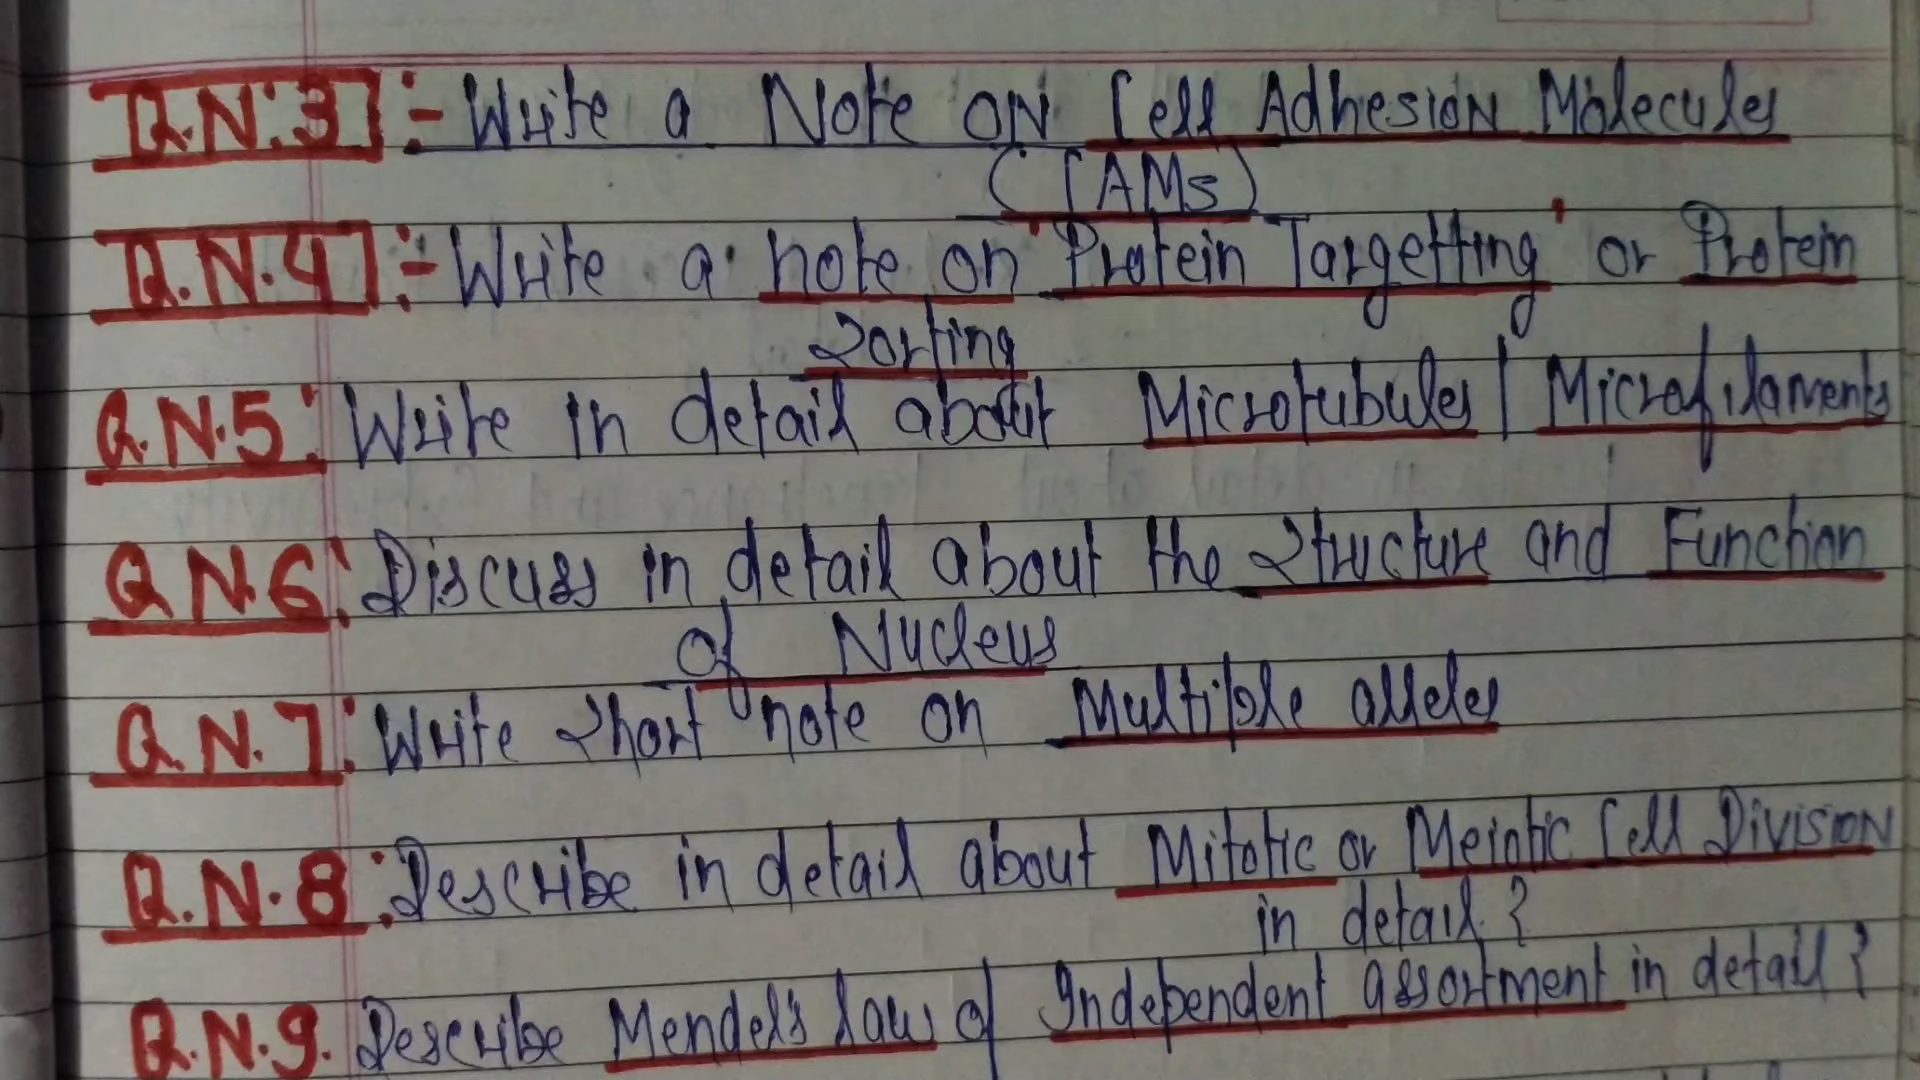 Q.N.3 :- Write a Note ON Cell Adhesion Molecules
(CAMs)
Q.N.4 :- Write a note on 'Protein Targetting' or Protein
Sorting
Q.N.5: Write in detail about Microtubules | Microfilaments
Q.N.6: Discuss in detail about the Structure and Function
of Nucleus
Q.N.7: Write Short note on Multiple alleles
Q.N.8: Describe in detail about Mitotic or Meiotic Cell Division
in detail?
Q.N.9. Describe Mendel's law of Independent assortment in detail?